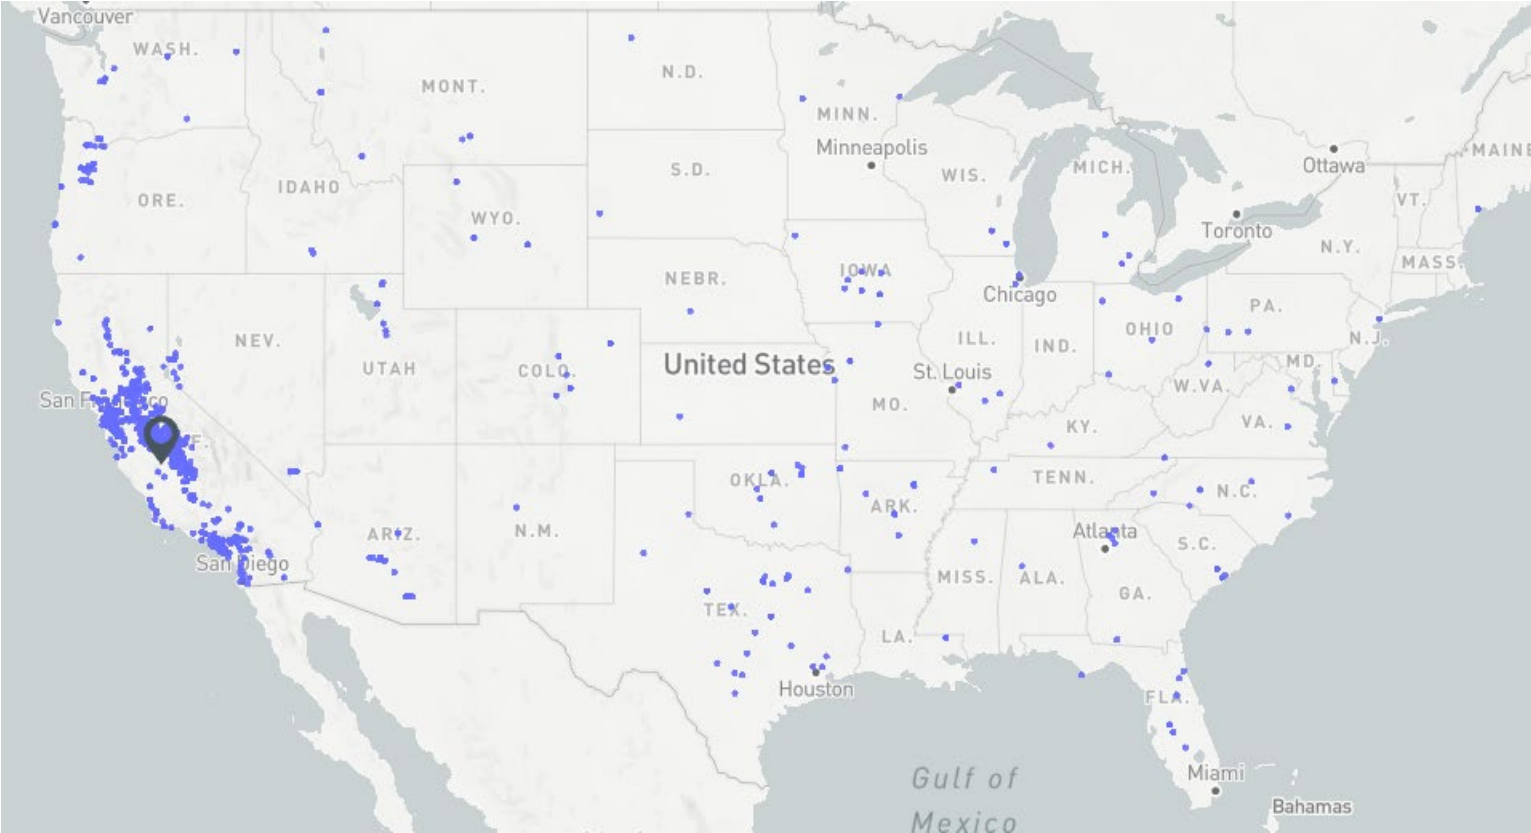 Vancouver
WASH.
N.D.
MONT.
MINN.
Minneapolis
Ottawa
MAINE
S.D.
WIS.
MICH.
IDAHO
ORE.
VT.
WYO.
Toronto
N.Y.
MASS.
IOWA
NEBR.
Chicago
PA.
OHIO
NEV.
ILL.
IND.
N.J.
United States
UTAH
COLO.
MD.
St. Louis
W.VA.
San Francisco
MO.
KY.
VA.
F.
OKLA.
TENN.
N.C.
ARK.
ARIZ.
N.M.
Atlanta
S.C.
San Diego
MISS.
ALA.
GA.
TEX.
LA.
Houston
FLA.
Miami
Gulf of
Mexico
Bahamas